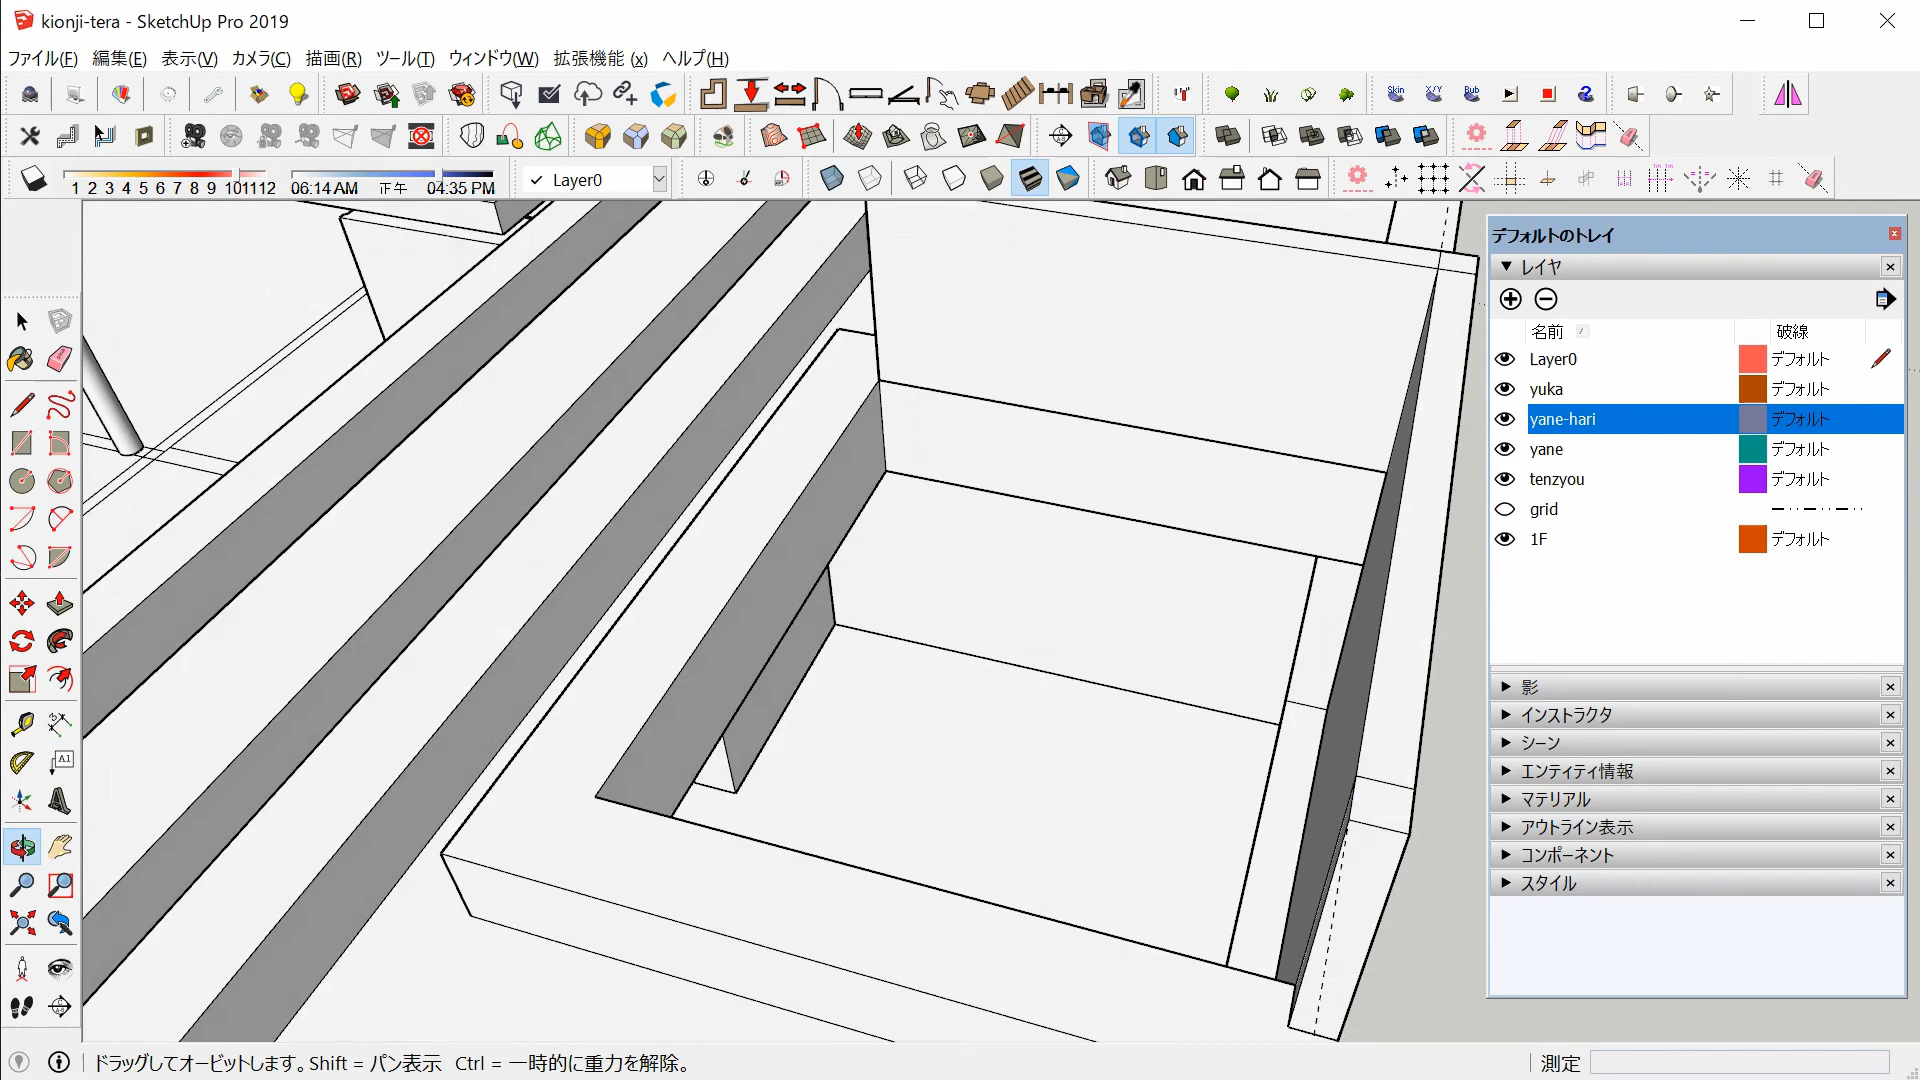 kionji-tera - SketchUp Pro 2019
ファイル(F) 編集(E) 表示(V) カメラ(C) 描画(R) ツール(T) ウィンドウ(W) 拡張機能 (x) ヘルプ(H)
Skin X/Y Bub
1 2 3 4 5 6 7 8 9 10 11 12 06:14 AM 正午 04:35 PM Layer0
デフォルトのトレイ
レイヤ
名前 破線
Layer0 デフォルト
yuka デフォルト
yane-hari デフォルト
yane デフォルト
tenzyou デフォルト
grid
1F デフォルト
影
インストラクタ
シーン
エンティティ情報
マテリアル
アウトライン表示
コンポーネント
スタイル
A1
ドラッグしてオービットします。Shift = パン表示 Ctrl = 一時的に重力を解除。
測定